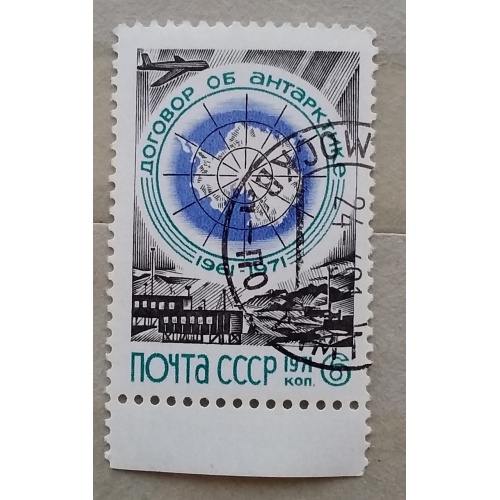 ДОГОВОР ОБ АНТАРКТИКЕ
1961-1971
ПОЧТА СССР 1971
КОП. 6